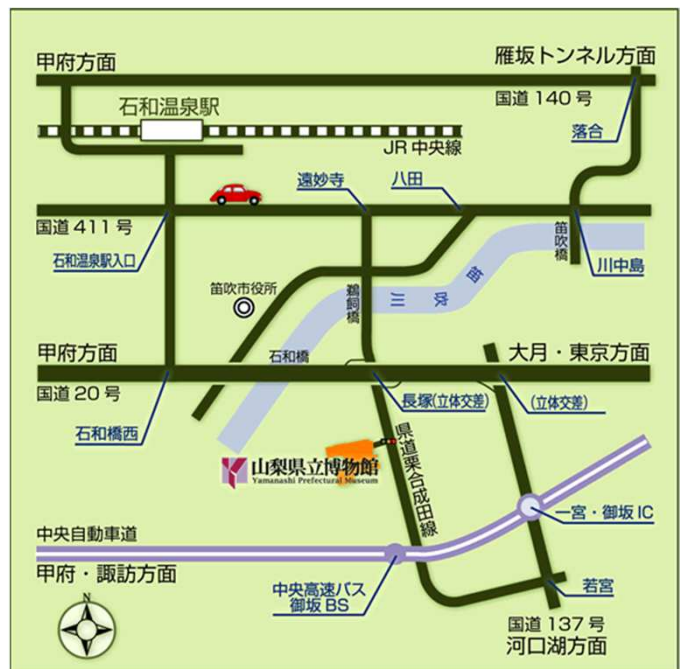 甲府方面
雁坂トンネル方面
国道140号
石和温泉駅
落合
JR中央線
遠妙寺
八田
国道411号
石和温泉駅入口
笛吹橋
川中島
笛吹市役所
鵜飼橋
笛吹川
甲府方面
石和橋
大月・東京方面
国道20号
長塚(立体交差)
(立体交差)
石和橋西
県道栗合成田線
山梨県立博物館
Yamanashi Prefectural Museum
一宮・御坂IC
中央自動車道
甲府・諏訪方面
中央高速バス
御坂BS
若宮
国道137号
河口湖方面
N